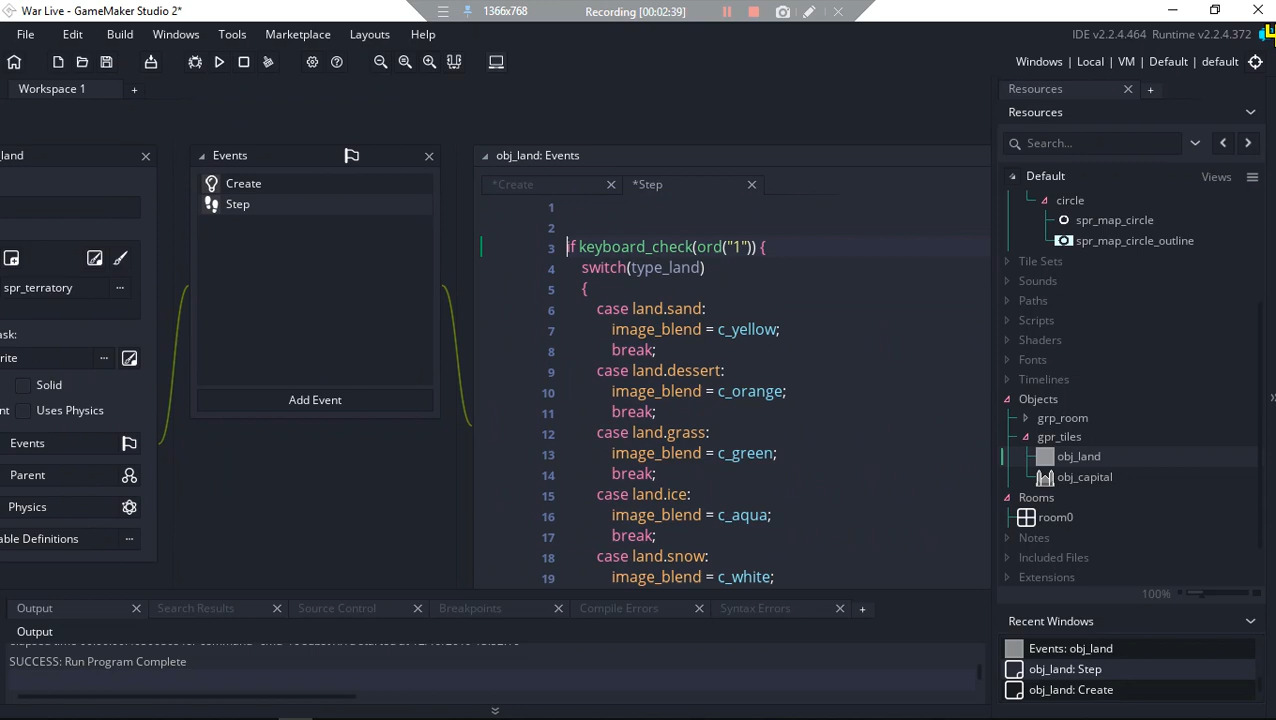 War Live - GameMaker Studio 2*
1366x768
Recording [00:02:39]
File Edit Build Windows Tools Marketplace Layouts Help
IDE v2.2.4.464 Runtime v2.2.4.372
Windows | Local | VM | Default | default
Workspace 1
Resources
Resources
Search...
Default
Views
circle
spr_map_circle
spr_map_circle_outline
Tile Sets
Sounds
Paths
Scripts
Shaders
Fonts
Timelines
Objects
grp_room
gpr_tiles
obj_land
obj_capital
Rooms
room0
Notes
Included Files
Extensions
100%
Recent Windows
Events: obj_land
obj_land: Step
obj_land: Create
land
spr_terratory
ask:
rite
Solid
nt
Uses Physics
Events
Parent
Physics
able Definitions
Events
Create
Step
Add Event
obj_land: Events
*Create
*Step
1
2
3 if keyboard_check(ord("1")) {
4 switch(type_land)
5 {
6 case land.sand:
7 image_blend = c_yellow;
8 break;
9 case land.dessert:
10 image_blend = c_orange;
11 break;
12 case land.grass:
13 image_blend = c_green;
14 break;
15 case land.ice:
16 image_blend = c_aqua;
17 break;
18 case land.snow:
19 image_blend = c_white;
Output Search Results Source Control Breakpoints Compile Errors Syntax Errors
Output
SUCCESS: Run Program Complete